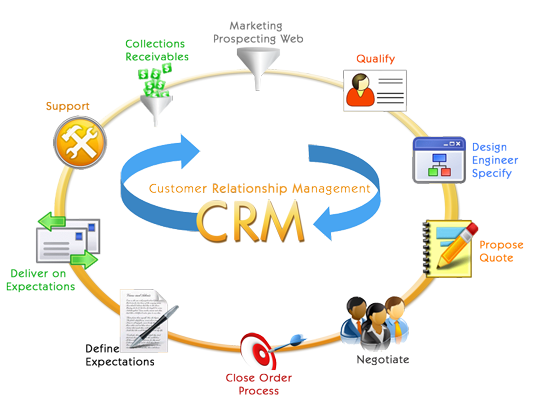 Marketing
Prospecting Web
Qualify
Design
Engineer
Specify
Propose
Quote
Negotiate
Close Order
Process
Define
Expectations
Deliver on
Expectations
Support
Collections
Receivables
Customer Relationship Management
CRM